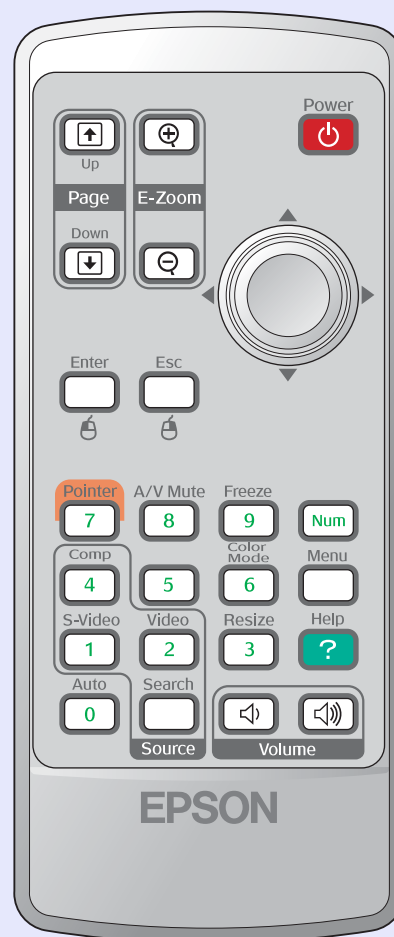 Power
Up
Page
E-Zoom
Down
Enter
Esc
Pointer
A/V Mute
Freeze
7
8
9
Num
Comp
Color
Mode
Menu
4
5
6
S-Video
Video
Resize
Help
1
2
3
?
Auto
Search
0
Source
Volume
EPSON